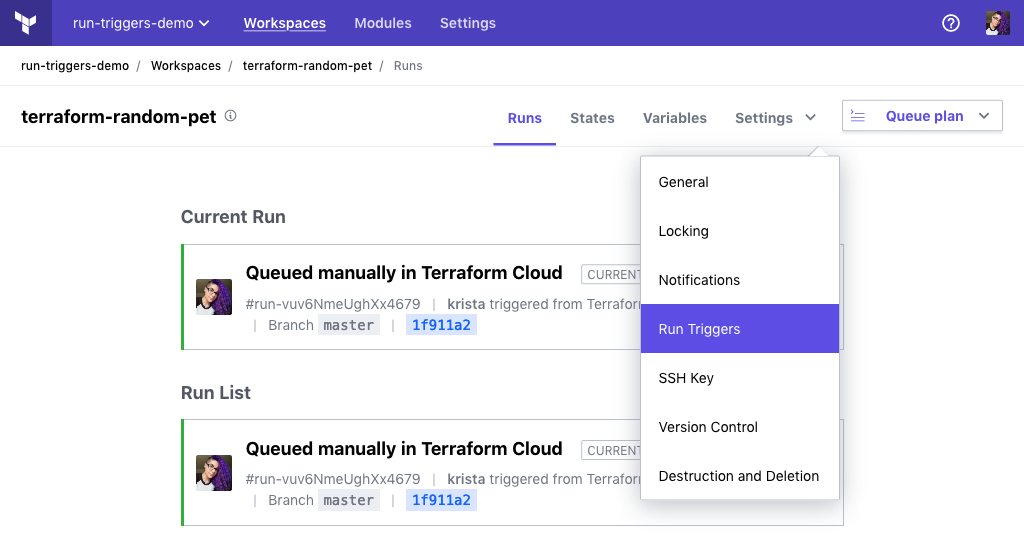 run-triggers-demo Workspaces Modules Settings
run-triggers-demo / Workspaces / terraform-random-pet / Runs
terraform-random-pet Runs States Variables Settings Queue plan
General
Locking
Notifications
Run Triggers
SSH Key
Version Control
Destruction and Deletion
Current Run
Queued manually in Terraform Cloud CURRENT
#run-vuv6NmeUghXx4679 | krista triggered from Terrafor
| Branch master | 1f911a2
Run List
Queued manually in Terraform Cloud CURRENT
#run-vuv6NmeUghXx4679 | krista triggered from Terrafor
| Branch master | 1f911a2